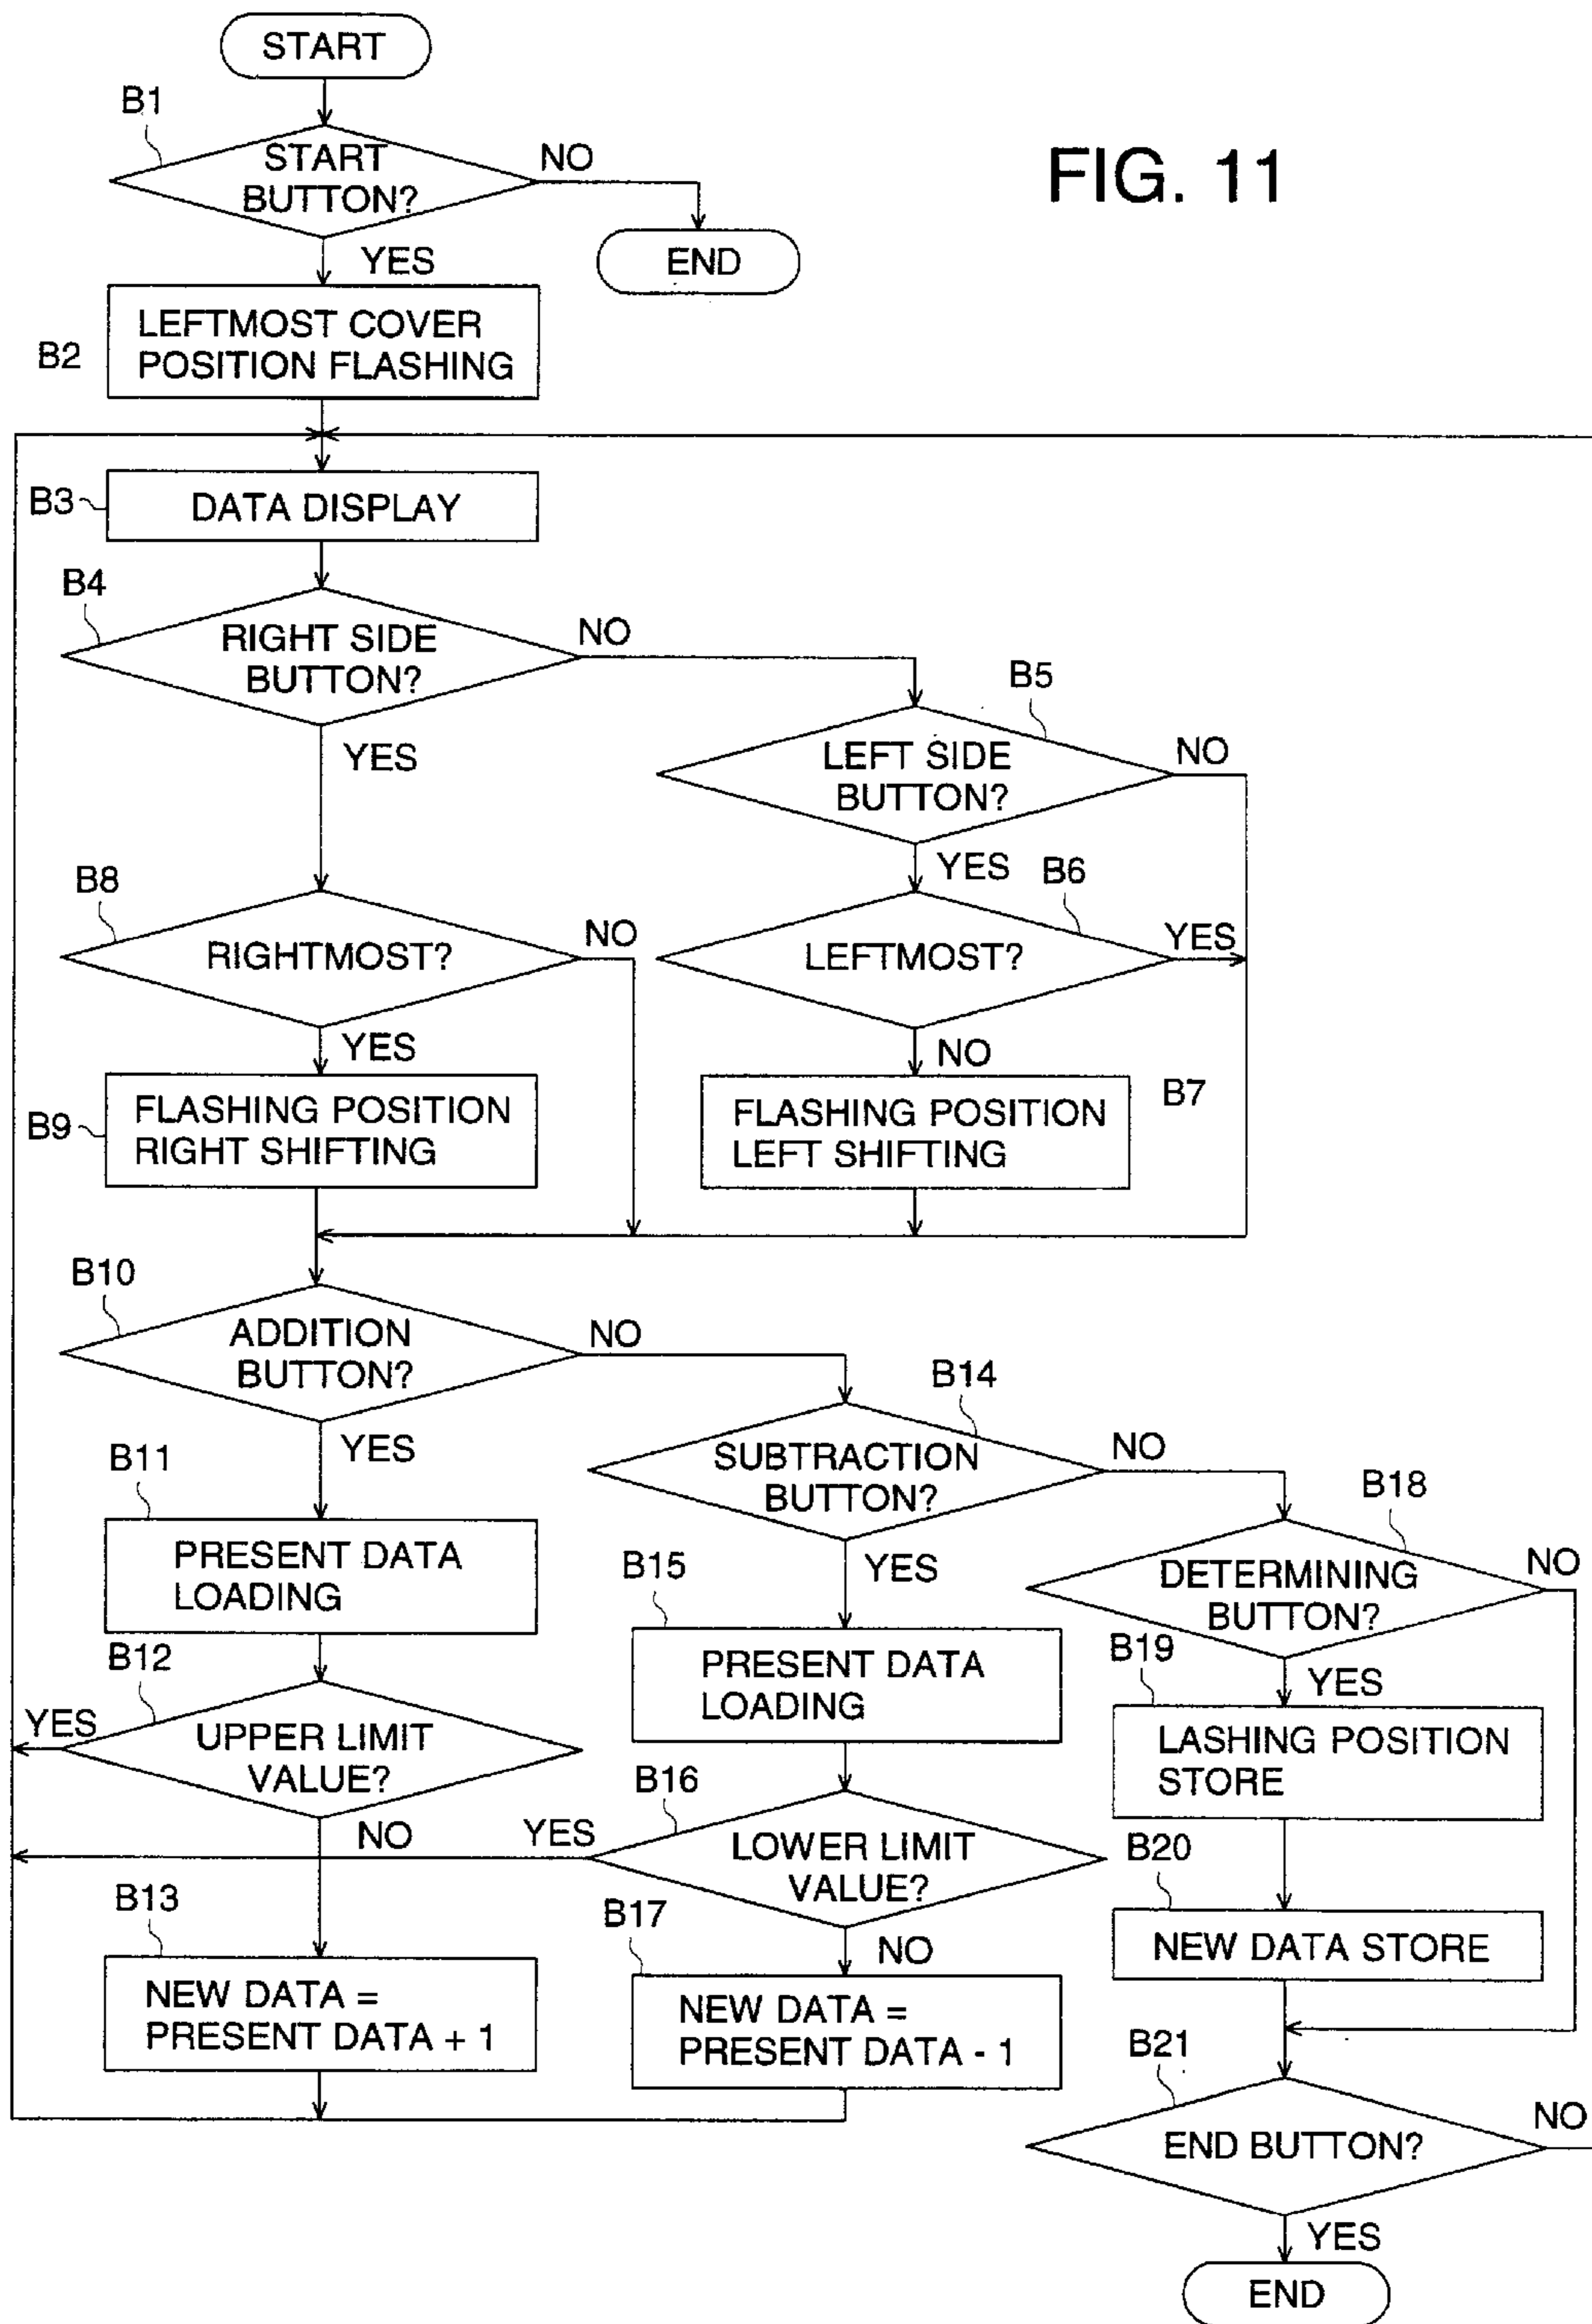 START
FIG. 11
B1
START
BUTTON?
NO
END
YES
B2
LEFTMOST COVER
POSITION FLASHING
B3
DATA DISPLAY
B4
RIGHT SIDE
BUTTON?
NO
YES
B5
LEFT SIDE
BUTTON?
NO
YES
B8
RIGHTMOST?
NO
YES
B6
LEFTMOST?
YES
NO
B9
FLASHING POSITION
RIGHT SHIFTING
B7
FLASHING POSITION
LEFT SHIFTING
B10
ADDITION
BUTTON?
NO
YES
B11
PRESENT DATA
LOADING
B12
UPPER LIMIT
VALUE?
YES
NO
B13
NEW DATA =
PRESENT DATA + 1
B14
SUBTRACTION
BUTTON?
NO
YES
B15
PRESENT DATA
LOADING
B16
LOWER LIMIT
VALUE?
YES
NO
B17
NEW DATA =
PRESENT DATA - 1
B18
DETERMINING
BUTTON?
NO
YES
B19
LASHING POSITION
STORE
B20
NEW DATA STORE
B21
END BUTTON?
NO
YES
END